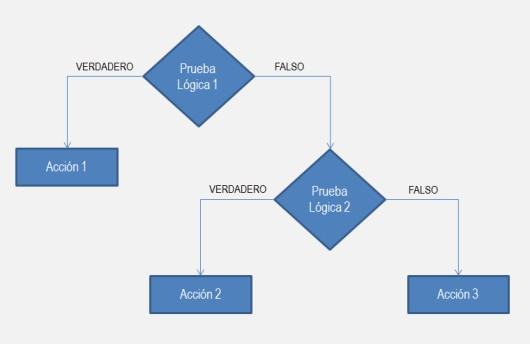 VERDADERO
Prueba
Lógica 1
FALSO
Acción 1
VERDADERO
Prueba
Lógica 2
FALSO
Acción 2
Acción 3